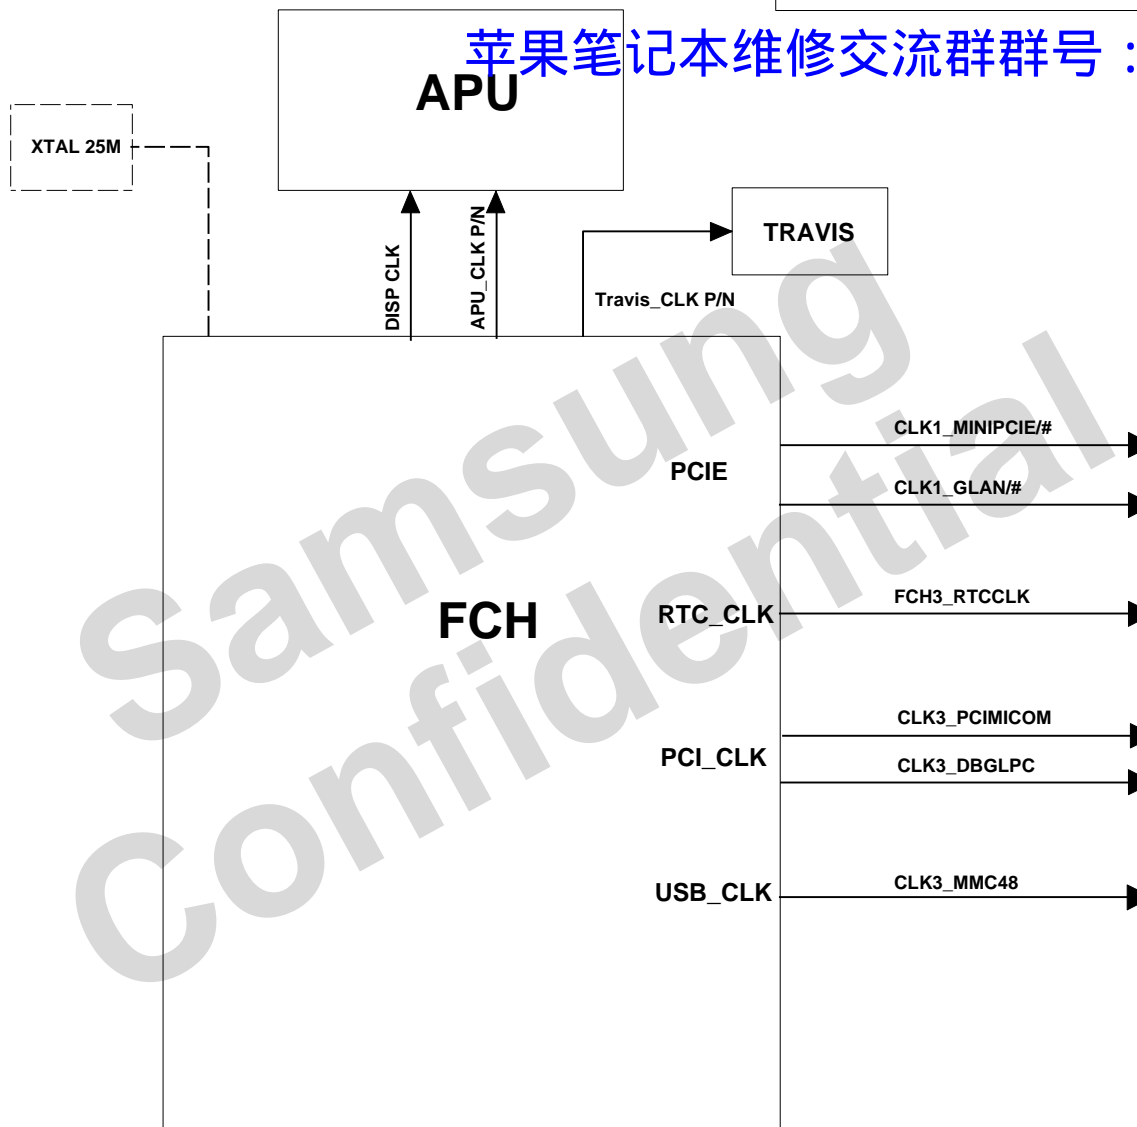 苹果笔记本维修交流群群号：
APU
XTAL 25M
TRAVIS
DISP CLK
APU_CLK P/N
Travis_CLK P/N
CLK1_MINIPCIE/#
PCIE
CLK1_GLAN/#
FCH3_RTCCLK
FCH
RTC_CLK
CLK3_PCIMICOM
PCI_CLK
CLK3_DBGLPC
CLK3_MMC48
USB_CLK
Samsung
Confidential